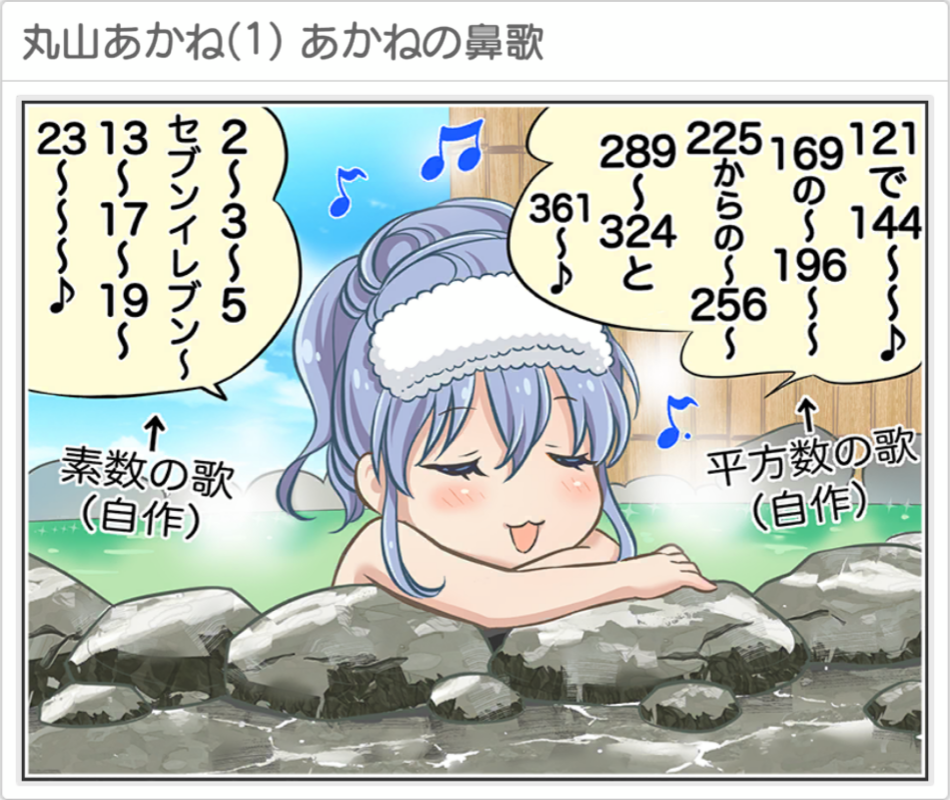 丸山あかね(1) あかねの鼻歌
121で
144〜〜〜♪
169の〜
196〜〜
225からの〜
256〜
289〜
324と
361〜♪
↑
平方数の歌
(自作)
2〜3〜5
セブンイレブン〜
13〜17〜19〜
23〜〜〜〜♪
↑
素数の歌
(自作)